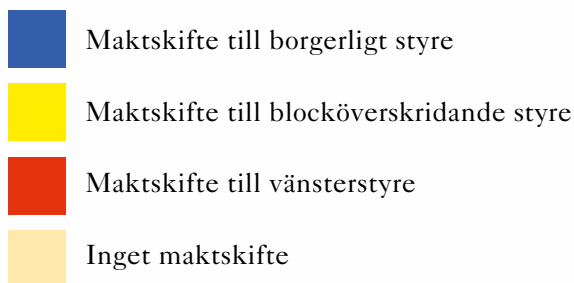 Maktskifte till borgerligt styre
Maktskifte till blocköverskridande styre
Maktskifte till vänsterstyre
Inget maktskifte